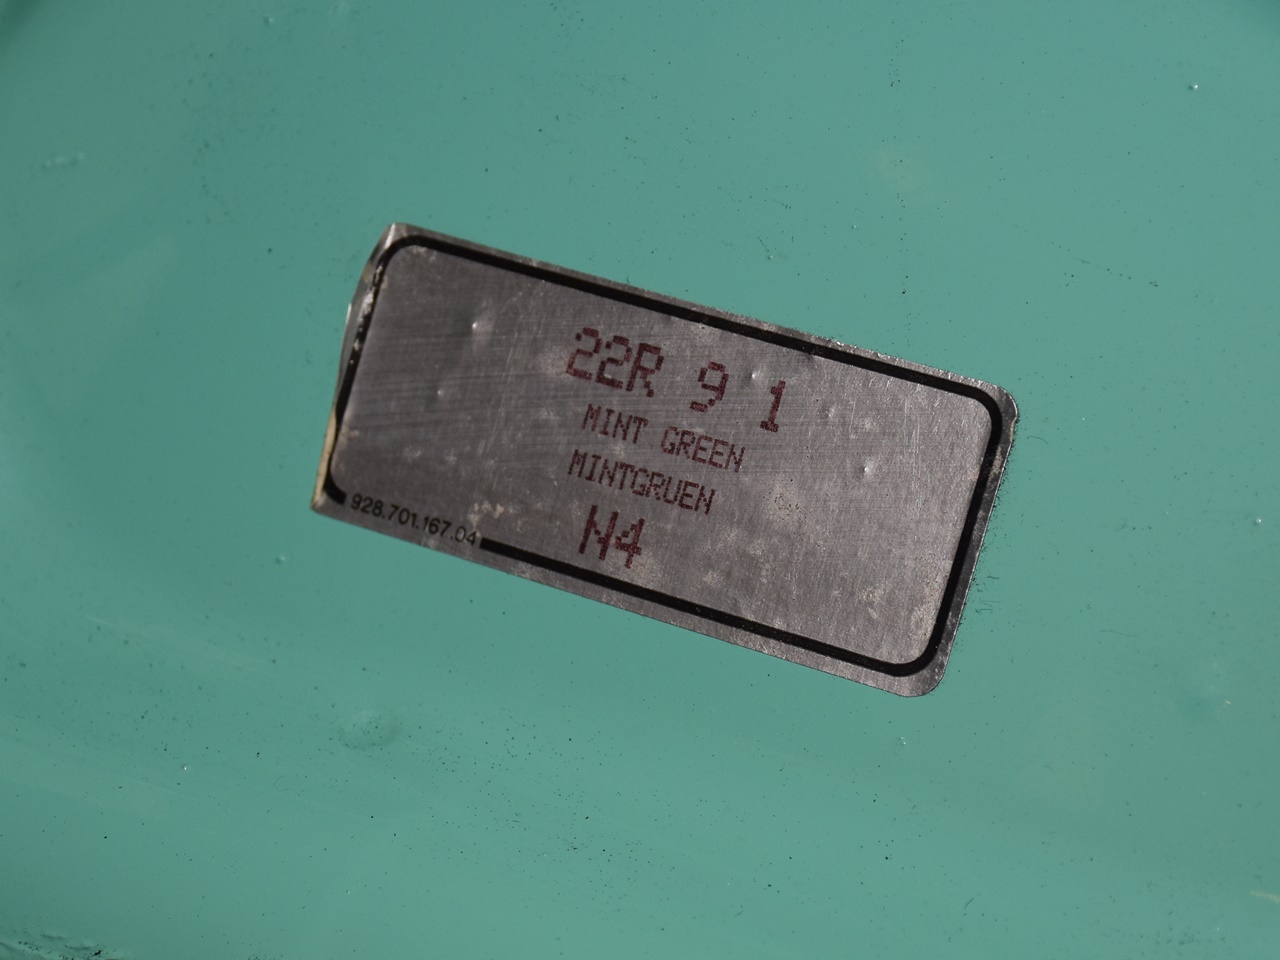 22R 9 1
MINT GREEN
MINTGRUEN
N4
928.701.167.04